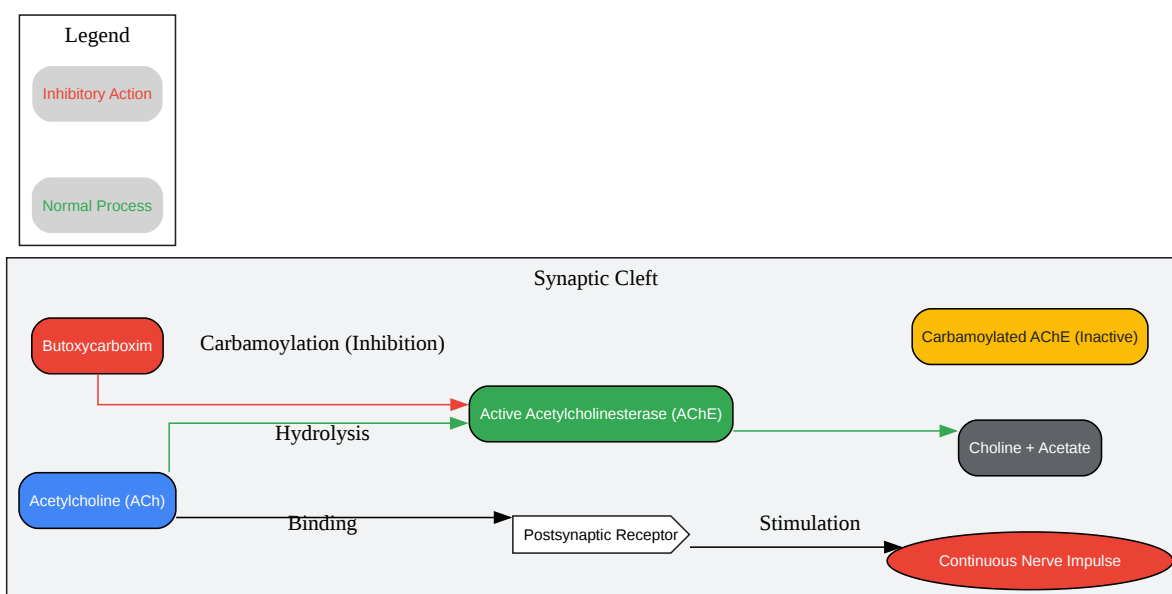 Legend
Inhibitory Action
Normal Process
Synaptic Cleft
Butoxycarboxim
Carbamoylation (Inhibition)
Carbamoylated AChE (Inactive)
Active Acetylcholinesterase (AChE)
Hydrolysis
Choline + Acetate
Acetylcholine (ACh)
Binding
Postsynaptic Receptor
Stimulation
Continuous Nerve Impulse